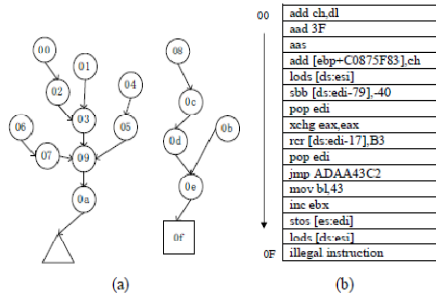 00
01
02
03
04
05
06
07
09
0a
08
0c
0d
0b
0e
0f
(a)
00
0F
add ch,dl
aad 3F
aas
add [ebp+C0875F83],ch
lods [ds:esi]
sbb [ds:edi-79],-40
pop edi
xchg eax,eax
rcr [ds:edi-17],B3
pop edi
jmp ADAA43C2
mov bl,43
inc ebx
stos [es:edi]
lods [ds:esi]
illegal instruction
(b)